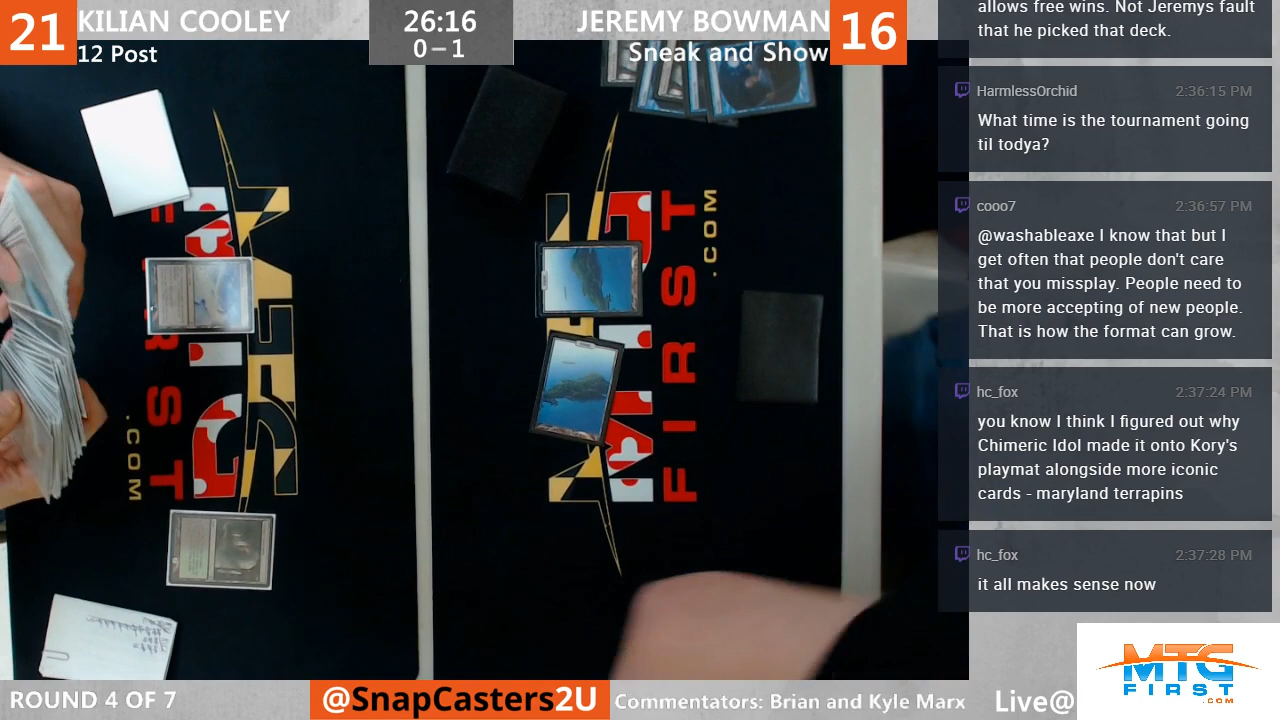 21 KILIAN COOLEY
12 Post
26:16
0 – 1
JEREMY BOWMAN 16
Sneak and Show
allows free wins. Not Jeremys fault
that he picked that deck.
HarmlessOrchid 2:36:15 PM
What time is the tournament going
til todya?
cooo7 2:36:57 PM
@washableaxe I know that but I
get often that people don't care
that you missplay. People need to
be more accepting of new people.
That is how the format can grow.
hc_fox 2:37:24 PM
you know I think I figured out why
Chimeric Idol made it onto Kory's
playmat alongside more iconic
cards - maryland terrapins
hc_fox 2:37:28 PM
it all makes sense now
FIRST
.COM
.COM
ROUND 4 OF 7
@SnapCasters2U
Commentators: Brian and Kyle Marx
Live@
MTG
FIRST
.COM